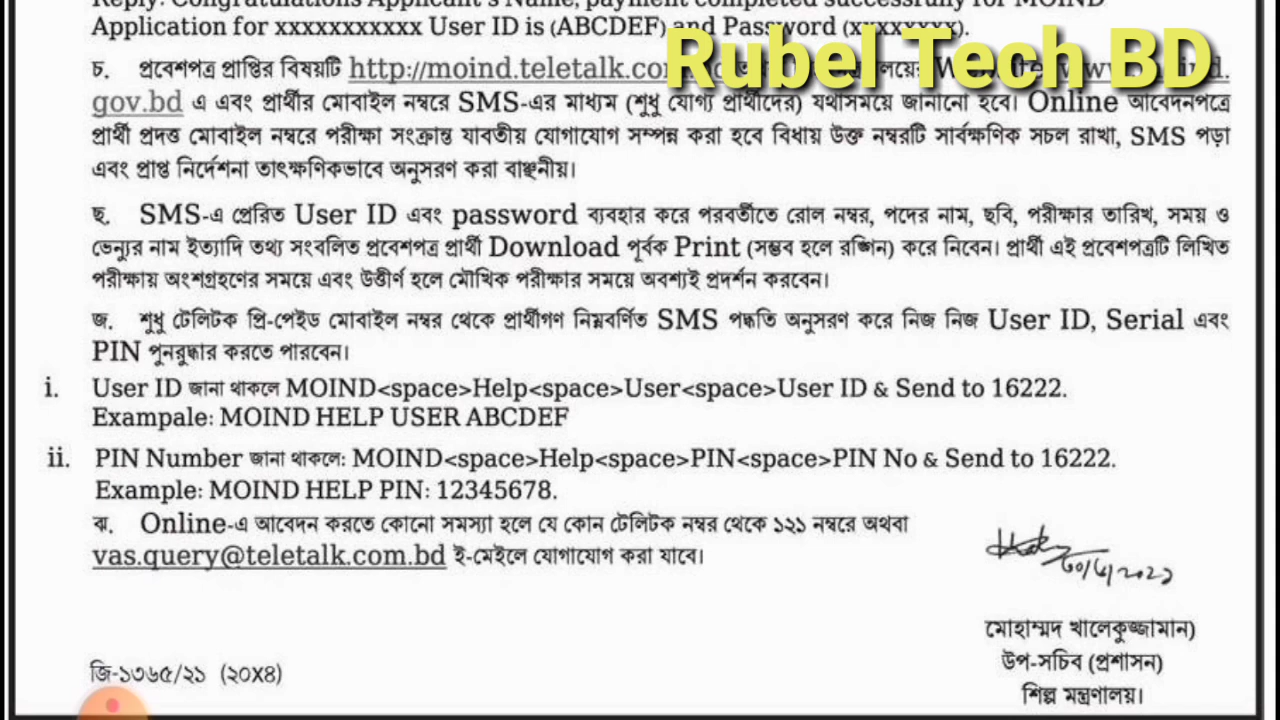 Reply: Congratulations Applicant's Name, payment completed successfully for MOIND
Application for xxxxxxxxxxx User ID is (ABCDEF) and Password (xxxxxxxx).
Rubel Tech BD
চ. প্রবেশপত্র প্রাপ্তির বিষয়টি http://moind.teletalk.co
gov.bd এ এবং প্রার্থীর মোবাইল নম্বরে SMS-এর মাধ্যম (শুধু যোগ্য প্রার্থীদের) যথাসময়ে জানানো হবে। Online আবেদনপত্রে
প্রার্থী প্রদত্ত মোবাইল নম্বরে পরীক্ষা সংক্রান্ত যাবতীয় যোগাযোগ সম্পন্ন করা হবে বিধায় উক্ত নম্বরটি সার্বক্ষণিক সচল রাখা, SMS পড়া
এবং প্রাপ্ত নির্দেশনা তাৎক্ষণিকভাবে অনুসরণ করা বাঞ্ছনীয়।
ছ. SMS-এ প্রেরিত User ID এবং password ব্যবহার করে পরবর্তীতে রোল নম্বর, পদের নাম, ছবি, পরীক্ষার তারিখ, সময় ও
ভেন্যুর নাম ইত্যাদি তথ্য সংবলিত প্রবেশপত্র প্রার্থী Download পূর্বক Print (সম্ভব হলে রঙ্গিন) করে নিবেন। প্রার্থী এই প্রবেশপত্রটি লিখিত
পরীক্ষায় অংশগ্রহণের সময়ে এবং উত্তীর্ণ হলে মৌখিক পরীক্ষার সময়ে অবশ্যই প্রদর্শন করবেন।
জ. শুধু টেলিটক প্রি-পেইড মোবাইল নম্বর থেকে প্রার্থীগণ নিম্নবর্ণিত SMS পদ্ধতি অনুসরণ করে নিজ নিজ User ID, Serial এবং
PIN পুনরুদ্ধার করতে পারবেন।
i. User ID জানা থাকলে MOIND<space>Help<space>User<space>User ID & Send to 16222.
Exampale: MOIND HELP USER ABCDEF
ii. PIN Number জানা থাকলে: MOIND<space>Help<space>PIN<space>PIN No & Send to 16222.
Example: MOIND HELP PIN: 12345678.
ঝ. Online-এ আবেদন করতে কোনো সমস্যা হলে যে কোন টেলিটক নম্বর থেকে ১২১ নম্বরে অথবা
vas.query@teletalk.com.bd ই-মেইলে যোগাযোগ করা যাবে।
মোহাম্মদ খালেকুজ্জামান)
উপ-সচিব (প্রশাসন)
শিল্প মন্ত্রণালয়।
জি-১৩৬৫/২১ (২০X৪)